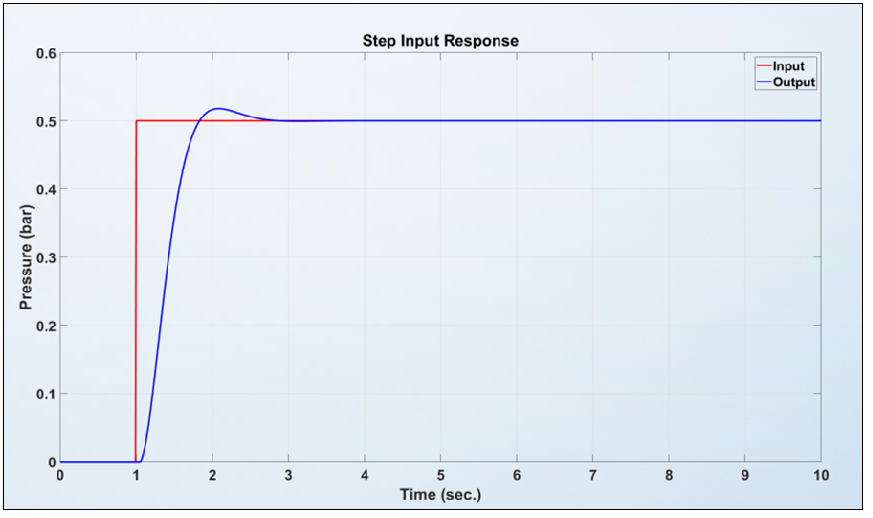 Step Input Response
Input
Output
0.6
0.5
0.4
0.3
0.2
0.1
0
Pressure (bar)
0 1 2 3 4 5 6 7 8 9 10
Time (sec.)